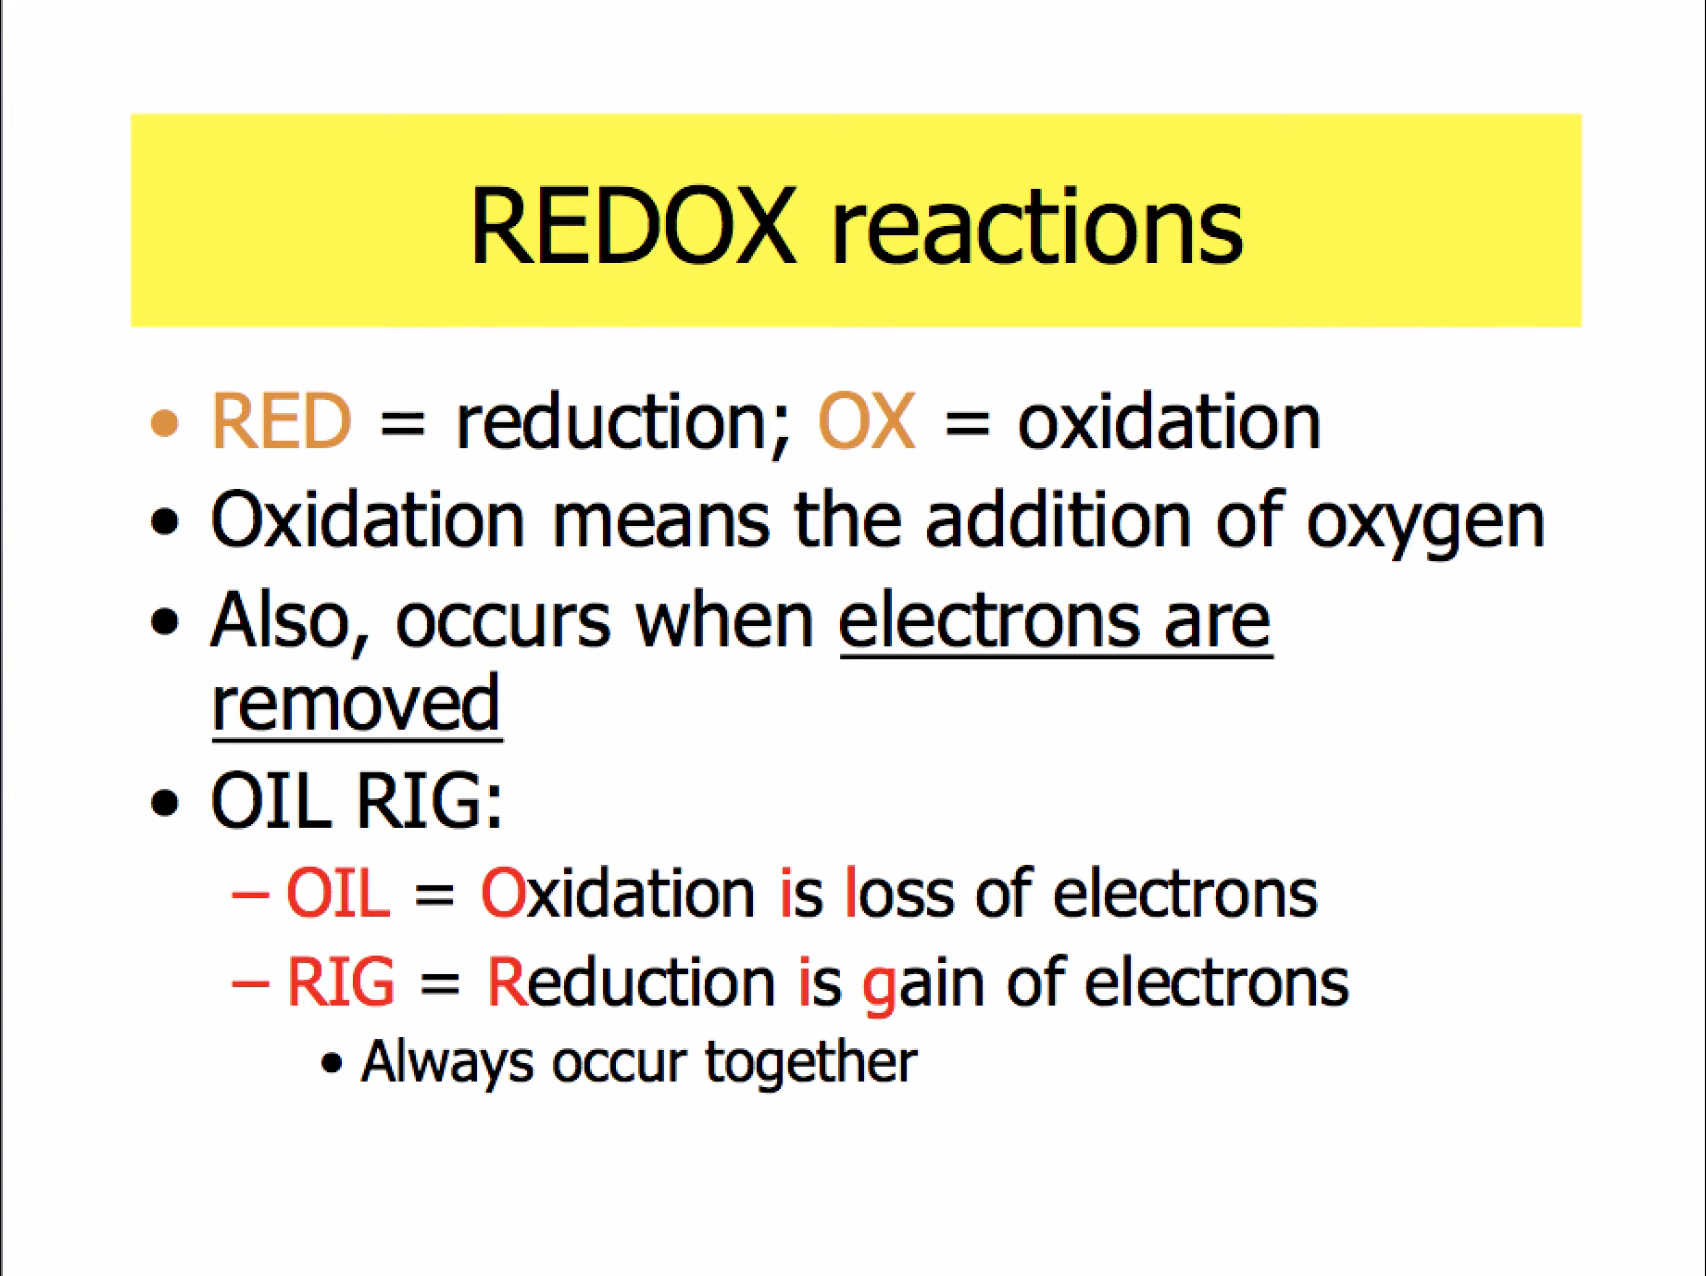 REDOX reactions
• RED = reduction; OX = oxidation
• Oxidation means the addition of oxygen
• Also, occurs when electrons are
removed
• OIL RIG:
– OIL = Oxidation is loss of electrons
– RIG = Reduction is gain of electrons
• Always occur together